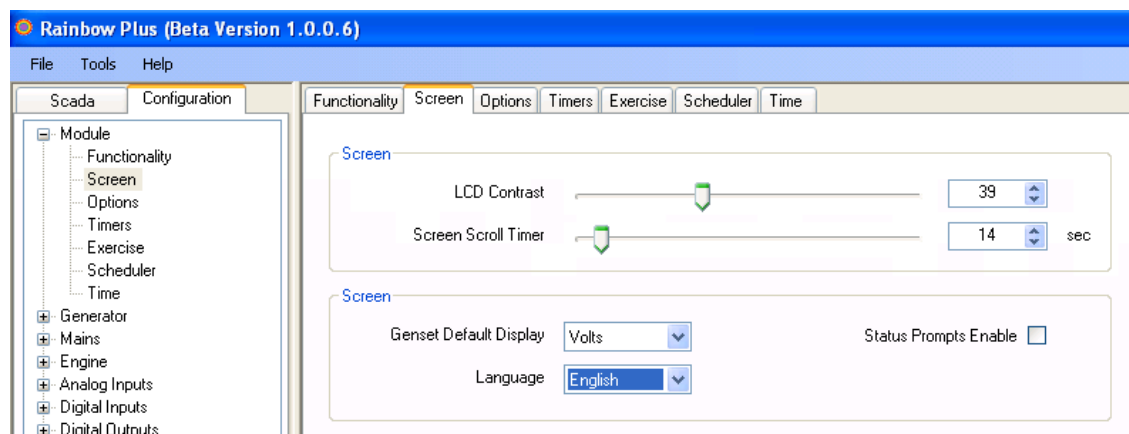 Rainbow Plus (Beta Version 1.0.0.6)
File Tools Help
Scada Configuration
Module
Functionality
Screen
Options
Timers
Exercise
Scheduler
Time
Generator
Mains
Engine
Analog Inputs
Digital Inputs
Digital Outputs
Functionality Screen Options Timers Exercise Scheduler Time
Screen
LCD Contrast 39
Screen Scroll Timer 14 sec
Screen
Genset Default Display Volts Status Prompts Enable
Language English